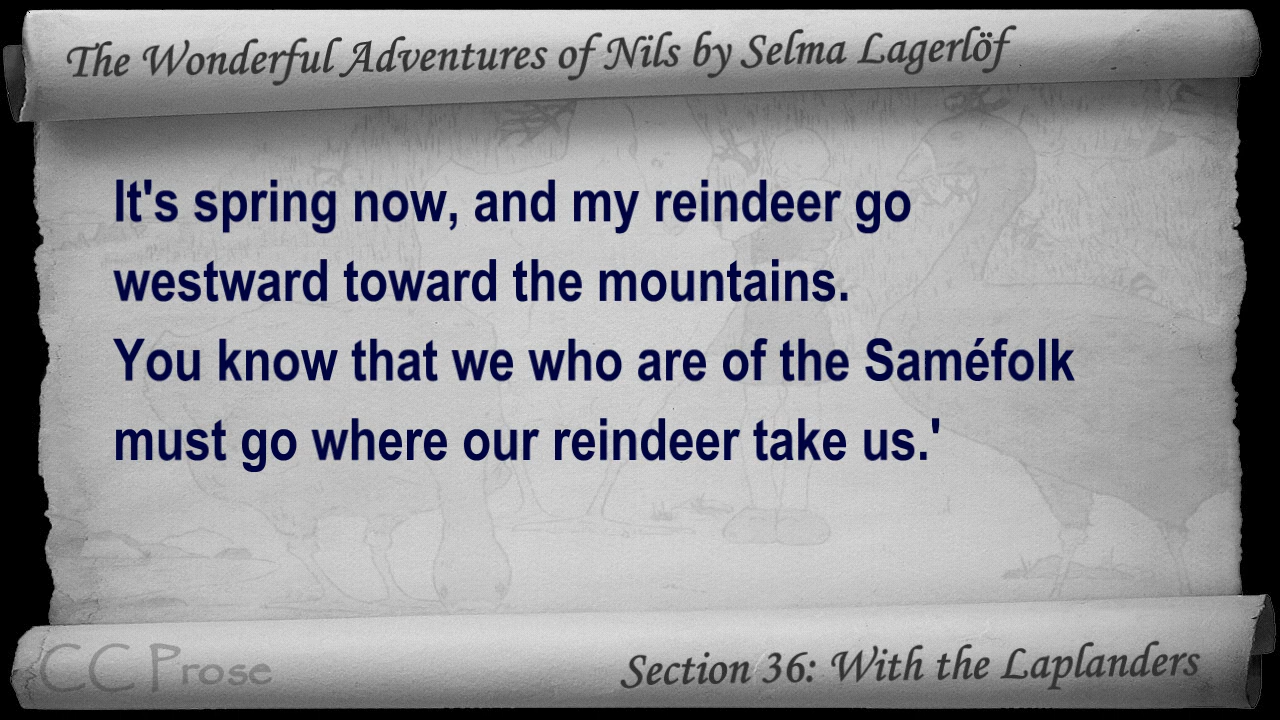 The Wonderful Adventures of Nils by Selma Lagerlöf
It's spring now, and my reindeer go
westward toward the mountains.
You know that we who are of the Saméfolk
must go where our reindeer take us.'
CC Prose
Section 36: With the Laplanders